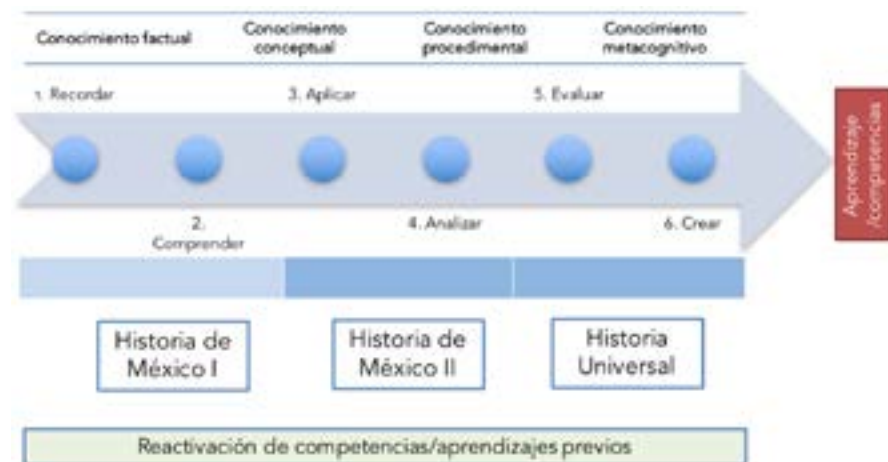 Conocimiento factual
Conocimiento
conceptual
Conocimiento
procedimental
Conocimiento
metacognitivo
1. Recordar
3. Aplicar
5. Evaluar
2.
Comprender
4. Analizar
6. Crear
Aprendizaje
/competencias
Historia de
México I
Historia de
México II
Historia
Universal
Reactivación de competencias/aprendizajes previos